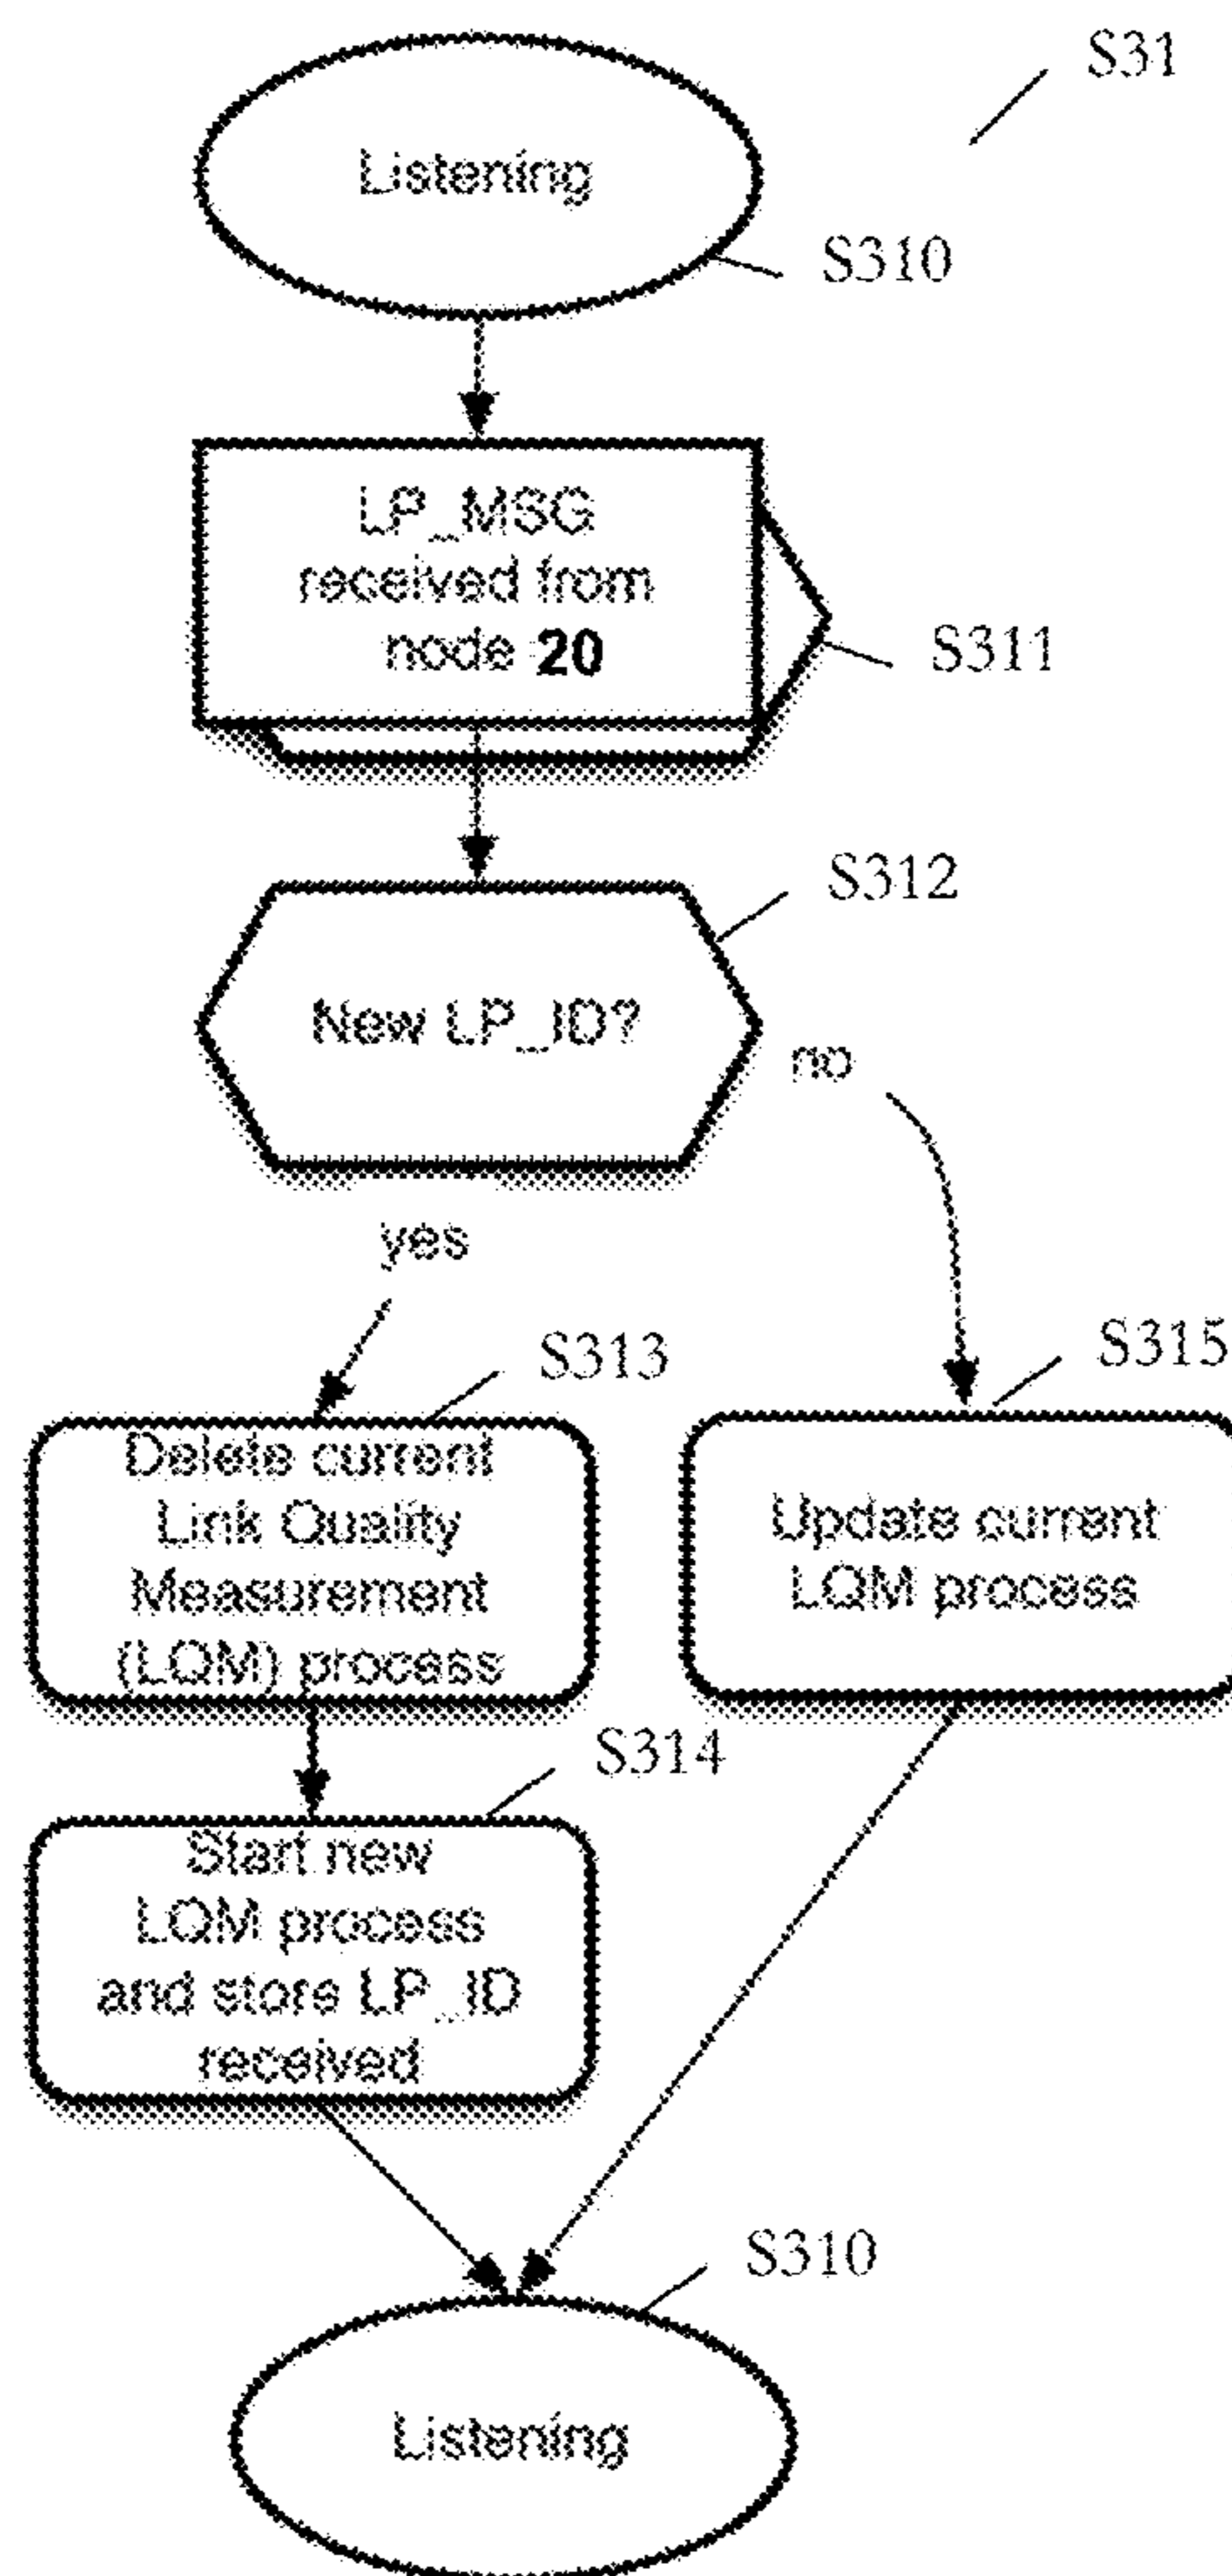 S31
Listening
S310
LP_MSG
received from
node 20
S311
S312
New LP_ID?
no
yes
S313
S315
Delete current
Link Quality
Measurement
(LQM) process
Update current
LQM process
S314
Start new
LQM process
and store LP_ID
received
S310
Listening